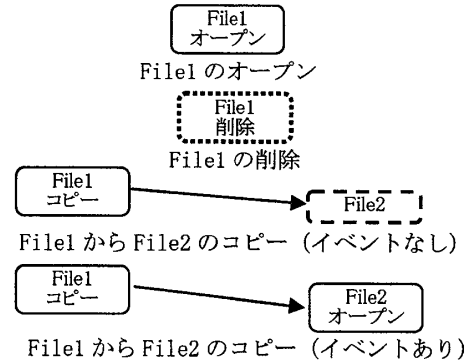 File1
オープン
File1 のオープン
File1
削除
File1 の削除
File1
コピー
File2
File1 から File2 のコピー (イベントなし)
File1
コピー
File2
オープン
File1 から File2 のコピー (イベントあり)